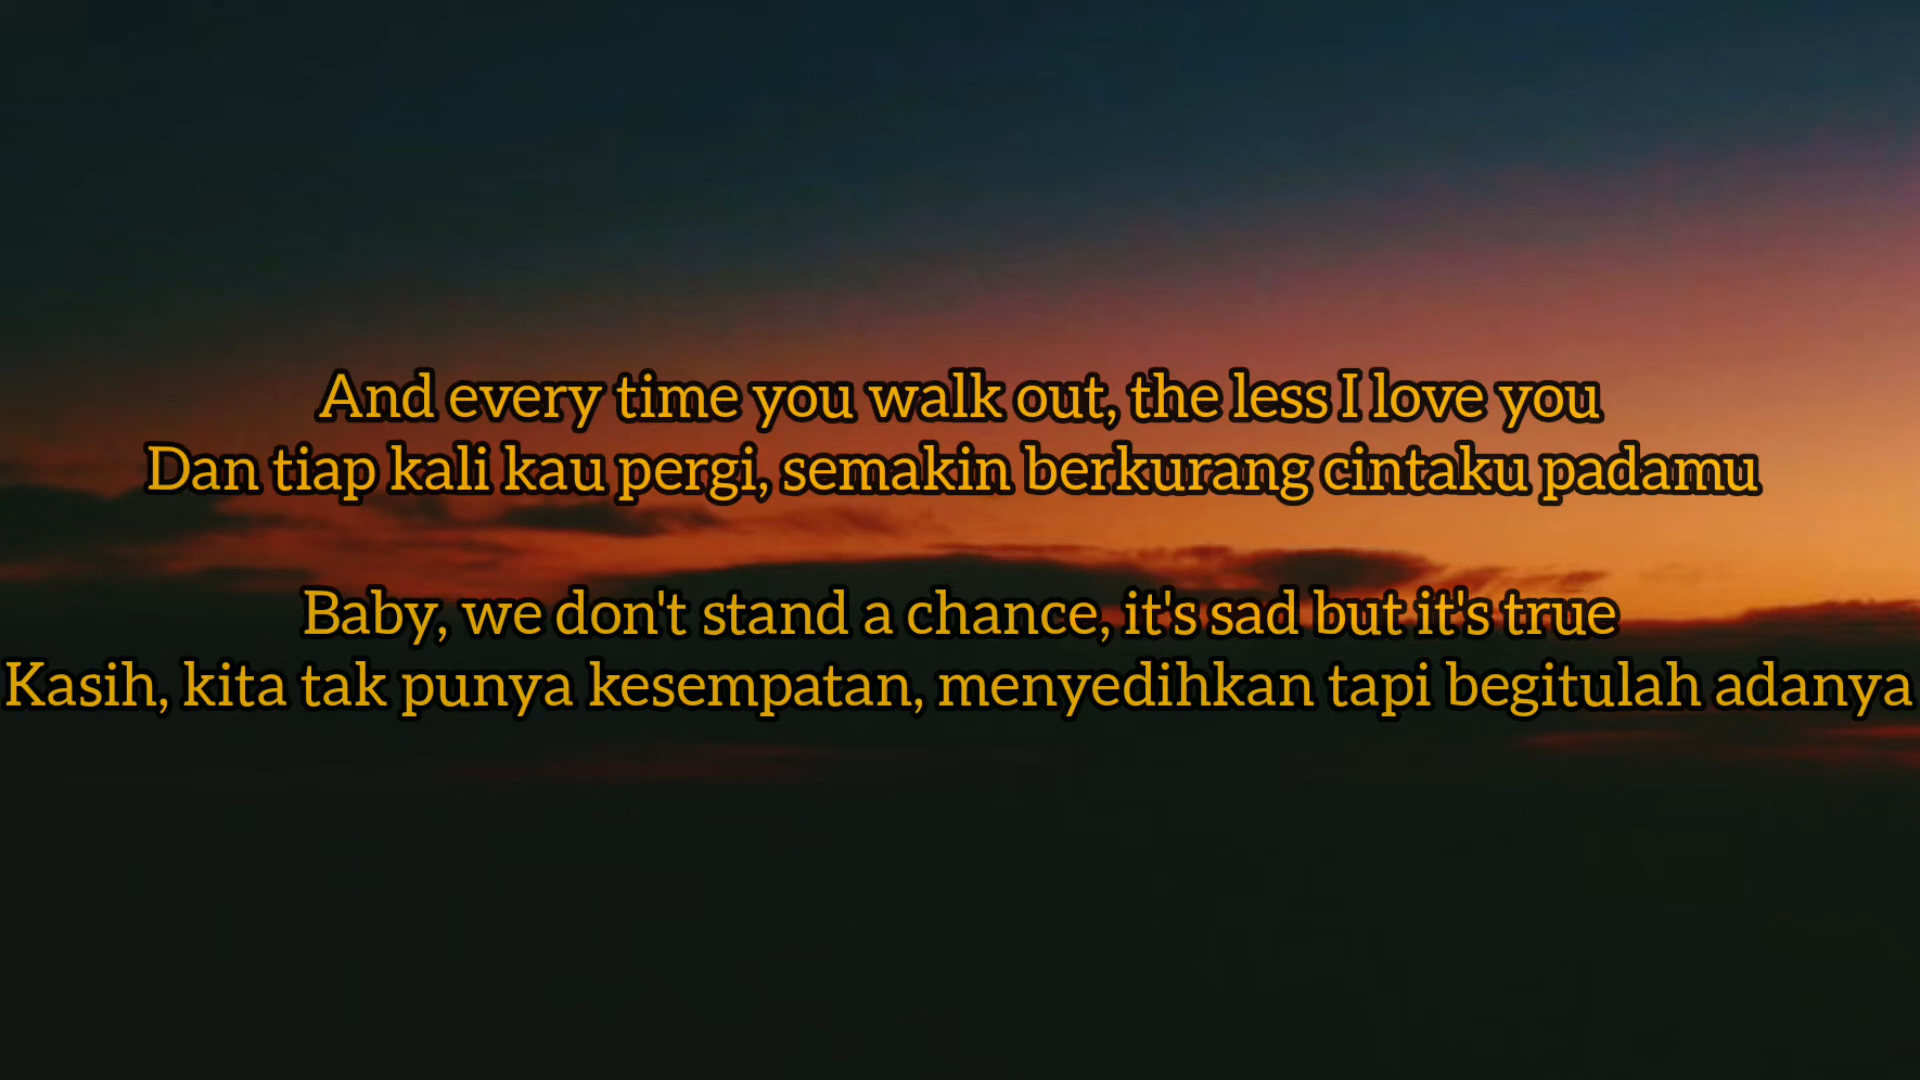 And every time you walk out, the less I love you
Dan tiap kali kau pergi, semakin berkurang cintaku padamu
Baby, we don't stand a chance, it's sad but it's true
Kasih, kita tak punya kesempatan, menyedihkan tapi begitulah adanya